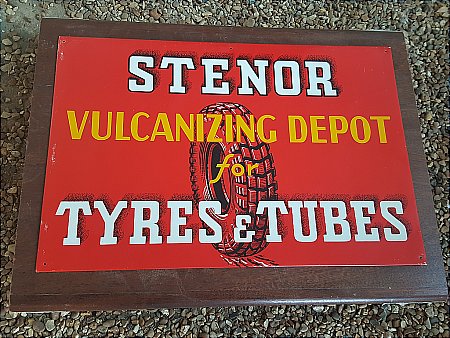 STENOR
VULCANIZING DEPOT
for
TYRES & TUBES